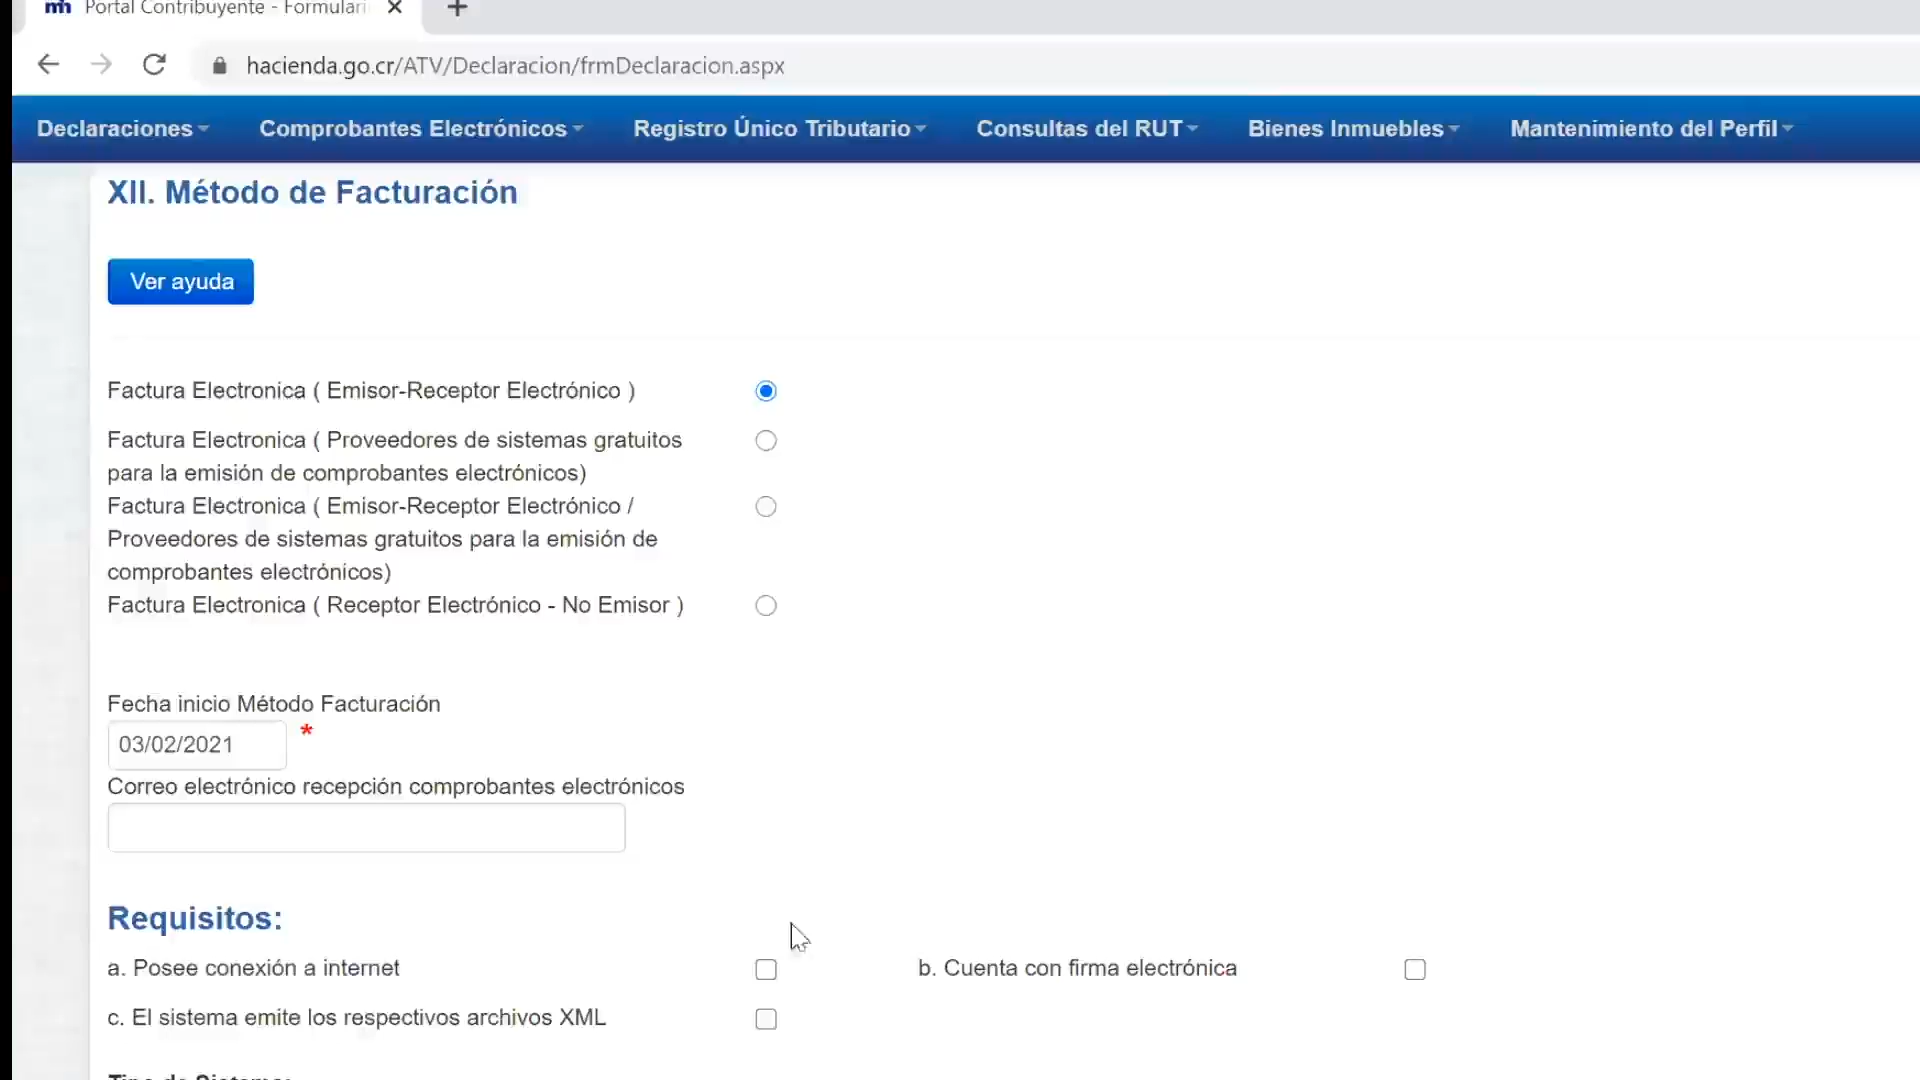 Portal Contribuyente - Formulari
hacienda.go.cr/ATV/Declaracion/frmDeclaracion.aspx
Declaraciones Comprobantes Electrónicos Registro Único Tributario Consultas del RUT Bienes Inmuebles Mantenimiento del Perfil
XII. Método de Facturación
Ver ayuda
Factura Electronica ( Emisor-Receptor Electrónico )
Factura Electronica ( Proveedores de sistemas gratuitos
para la emisión de comprobantes electrónicos)
Factura Electronica ( Emisor-Receptor Electrónico /
Proveedores de sistemas gratuitos para la emisión de
comprobantes electrónicos)
Factura Electronica ( Receptor Electrónico - No Emisor )
Fecha inicio Método Facturación
03/02/2021 *
Correo electrónico recepción comprobantes electrónicos
Requisitos:
a. Posee conexión a internet b. Cuenta con firma electrónica
c. El sistema emite los respectivos archivos XML
Tipo de Sistema: